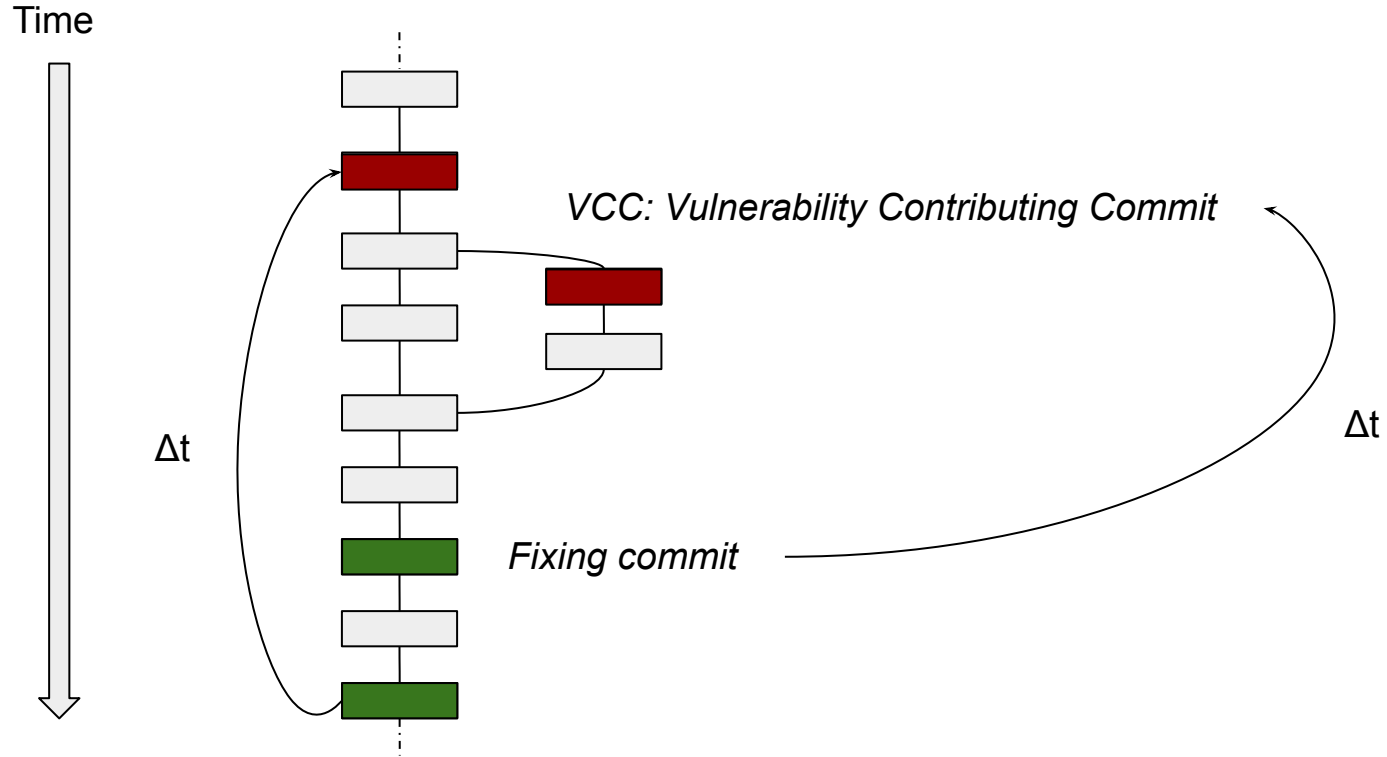 Time
VCC: Vulnerability Contributing Commit
Δt
Δt
Fixing commit